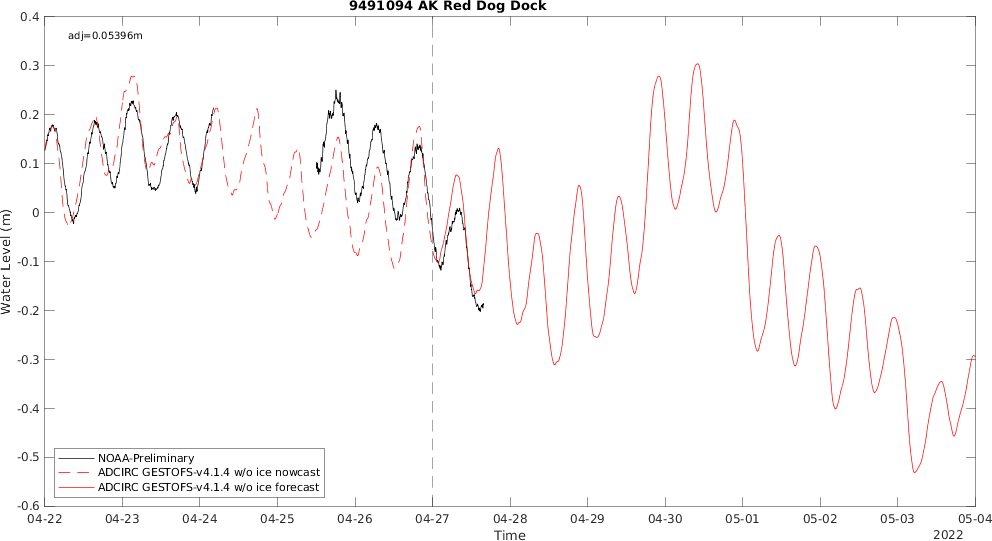 9491094 AK Red Dog Dock
adj=0.05396m
0.4
0.3
0.2
0.1
0
-0.1
-0.2
-0.3
-0.4
-0.5
-0.6
Water Level (m)
NOAA-Preliminary
ADCIRC GESTOFS-v4.1.4 w/o ice nowcast
ADCIRC GESTOFS-v4.1.4 w/o ice forecast
04-22 04-23 04-24 04-25 04-26 04-27 04-28 04-29 04-30 05-01 05-02 05-03 05-04
Time
2022